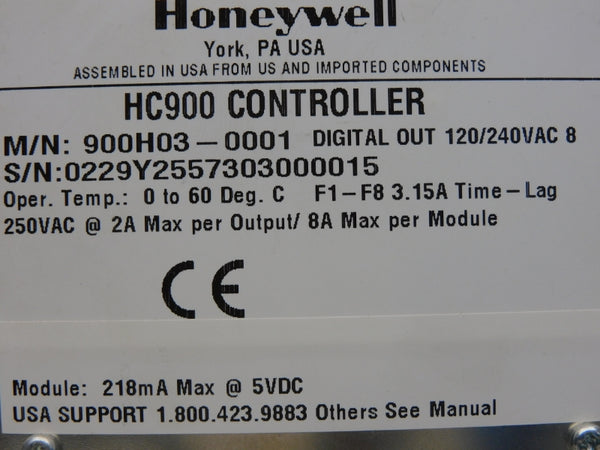 Honeywell
York, PA USA
ASSEMBLED IN USA FROM US AND IMPORTED COMPONENTS
HC900 CONTROLLER
M/N: 900H03-0001 DIGITAL OUT 120/240VAC 8
S/N:0229Y2557303000015
Oper. Temp.: 0 to 60 Deg. C F1-F8 3.15A Time-Lag
250VAC @ 2A Max per Output/ 8A Max per Module
CE
Module: 218mA Max @ 5VDC
USA SUPPORT 1.800.423.9883 Others See Manual